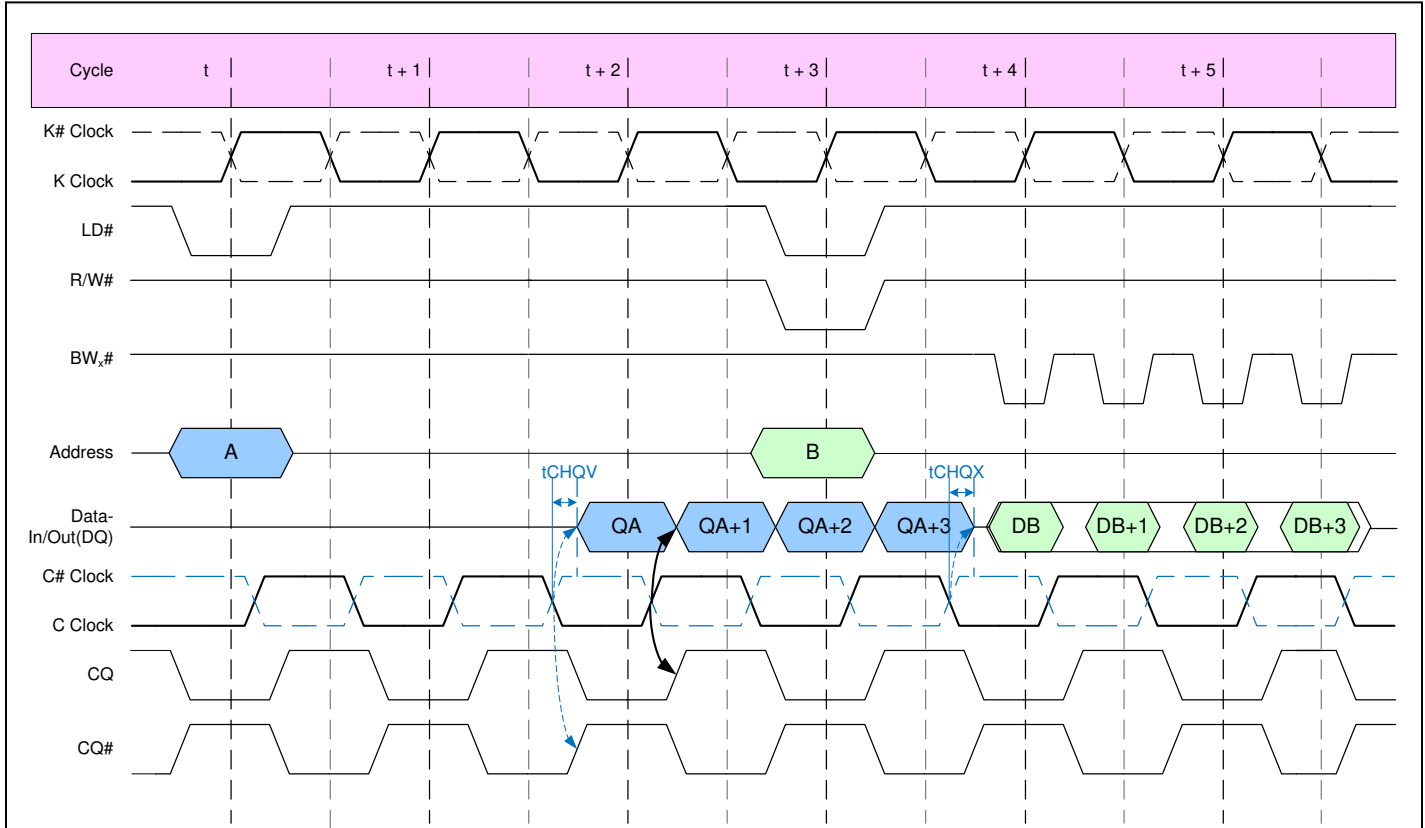 Cycle t t + 1 t + 2 t + 3 t + 4 t + 5
K# Clock
K Clock
LD#
R/W#
BWx#
Address A B
tCHQV tCHQX
Data-
In/Out(DQ) QA QA+1 QA+2 QA+3 DB DB+1 DB+2 DB+3
C# Clock
C Clock
CQ
CQ#